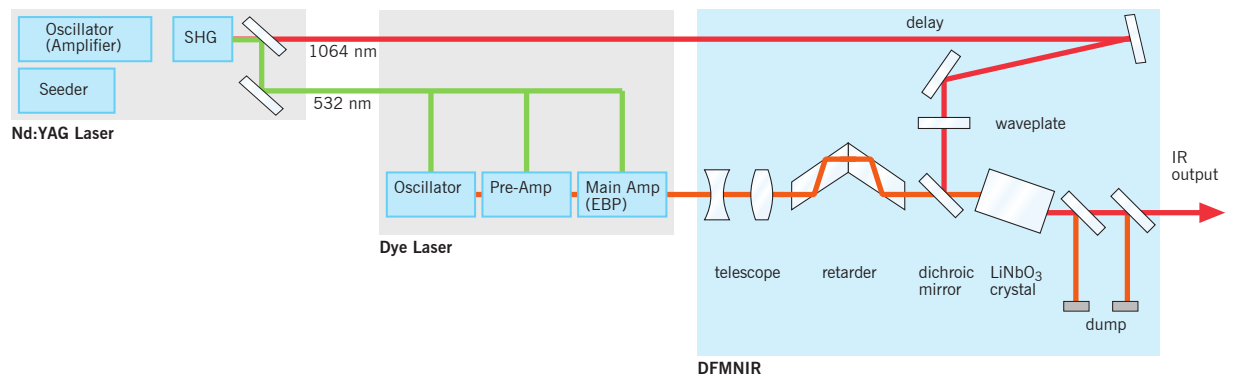 Oscillator
(Amplifier)
SHG
Seeder
1064 nm
532 nm
Nd:YAG Laser
Oscillator
Pre-Amp
Main Amp
(EBP)
Dye Laser
delay
waveplate
IR
output
telescope
retarder
dichroic
mirror
LiNbO3
crystal
dump
DFMNIR